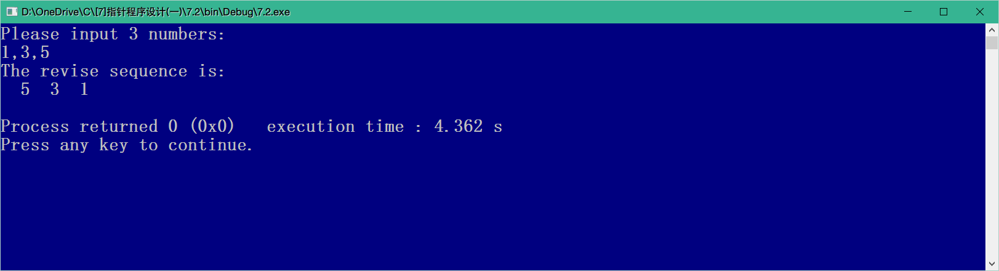 D:\OneDrive\C\[7]指针程序设计(一)\7.2\bin\Debug\7.2.exe
Please input 3 numbers:
1,3,5
The revise sequence is:
  5  3  1
Process returned 0 (0x0)   execution time : 4.362 s
Press any key to continue.